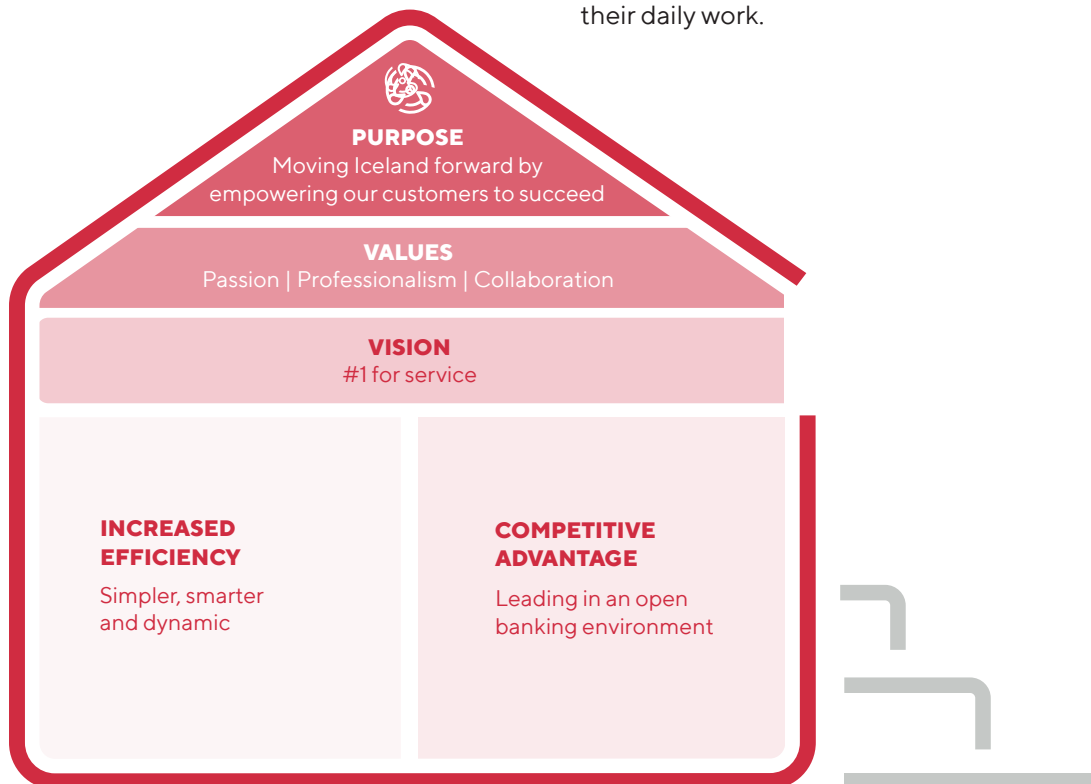 their daily work.
PURPOSE
Moving Iceland forward by
empowering our customers to succeed
VALUES
Passion | Professionalism | Collaboration
VISION
#1 for service
INCREASED
EFFICIENCY
Simpler, smarter
and dynamic
COMPETITIVE
ADVANTAGE
Leading in an open
banking environment